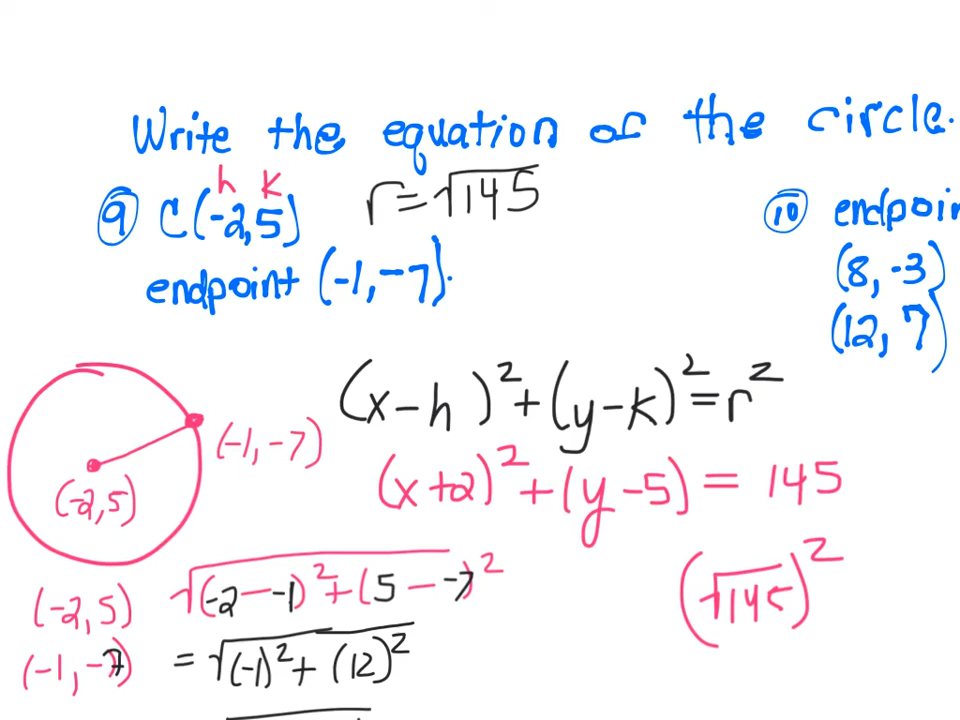 Write the equation of the circle.
h k
⑨ C(-2,5) r=√145
endpoint (-1,-7).
⑩
(8,-3)
(12,7)
(x-h)²+(y-k)²=r²
(x+2)²+(y-5)=145
(-1,-7)
(-2,5)
(√145)²
(-2,5) √(-2--1)²+(5--7)²
(-1,-7) =√(-1)²+(12)²